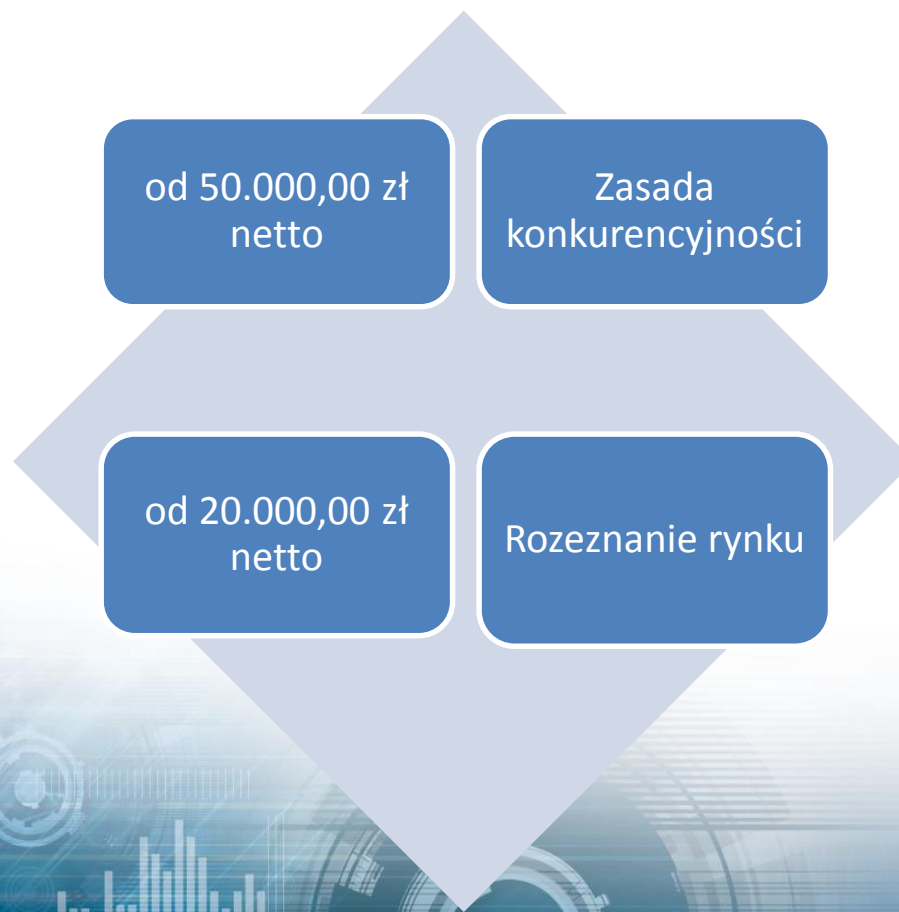 od 50.000,00 zł
netto
Zasada
konkurencyjności
od 20.000,00 zł
netto
Rozeznanie rynku